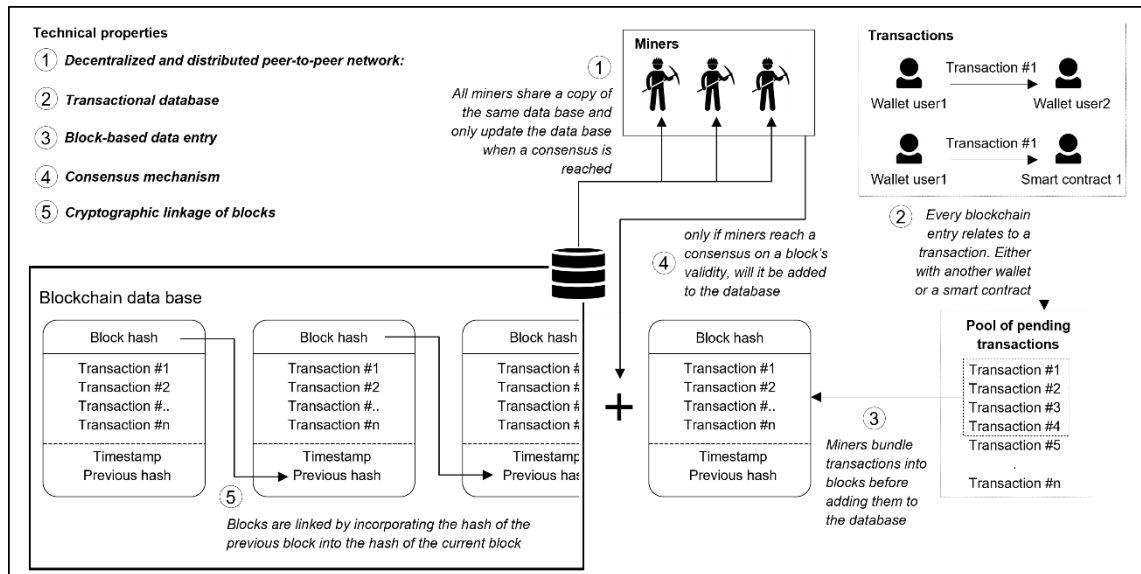 Technical properties
1 Decentralized and distributed peer-to-peer network:
2 Transactional database
3 Block-based data entry
4 Consensus mechanism
5 Cryptographic linkage of blocks
1
All miners share a copy of
the same data base and
only update the data base
when a consensus is
reached
Miners
Transactions
Transaction #1
Wallet user1
Wallet user2
Transaction #1
Wallet user1
Smart contract 1
2
Every blockchain
entry relates to a
transaction. Either
with another wallet
or a smart contract
4
only if miners reach a
consensus on a block's
validity, will it be added
to the database
Blockchain data base
Block hash
Transaction #1
Transaction #2
Transaction #..
Transaction #n
Timestamp
Previous hash
Block hash
Transaction #1
Transaction #2
Transaction #..
Transaction #n
Timestamp
Previous hash
Block hash
Transaction #
Transaction #
Transaction #
Transaction #
Timestamp
Previous has
5
Blocks are linked by incorporating the hash of the
previous block into the hash of the current block
+
Block hash
Transaction #1
Transaction #2
Transaction #..
Transaction #n
Timestamp
Previous hash
3
Miners bundle
transactions into
blocks before
adding them to
the database
Pool of pending
transactions
Transaction #1
Transaction #2
Transaction #3
Transaction #4
Transaction #5
.
Transaction #n